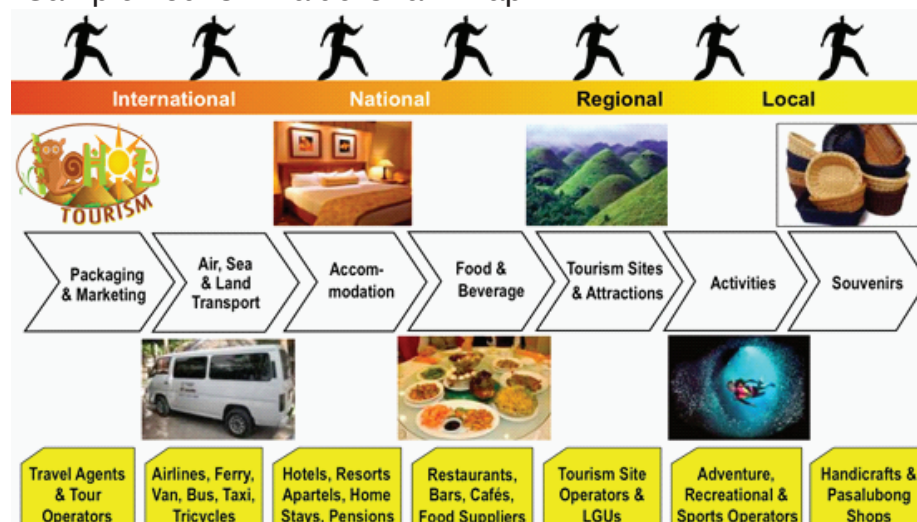 International National Regional Local
BOHOL
TOURISM
Packaging
& Marketing
Air, Sea
& Land
Transport
Accom-
modation
Food &
Beverage
Tourism Sites
& Attractions
Activities
Souvenirs
Travel Agents
& Tour
Operators
Airlines, Ferry,
Van, Bus, Taxi,
Tricycles
Hotels, Resorts
Apartels, Home
Stays, Pensions
Restaurants,
Bars, Cafés,
Food Suppliers
Tourism Site
Operators &
LGUs
Adventure,
Recreational &
Sports Operators
Handicrafts &
Pasalubong
Shops